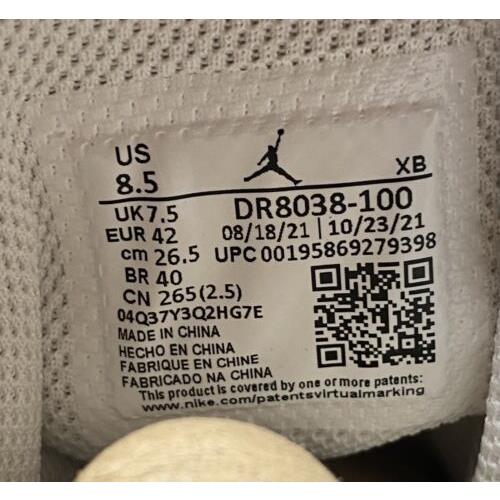 US
8.5
XB
UK 7.5
DR8038-100
EUR 42
08/18/21 | 10/23/21
cm 26.5
UPC 00195869279398
BR 40
CN 265(2.5)
04Q37Y3Q2HG7E
MADE IN CHINA
HECHO EN CHINA
FABRIQUE EN CHINE
FABRICADO NA CHINA
This product is covered by one or more patents:
www.nike.com/patentsvirtualmarking